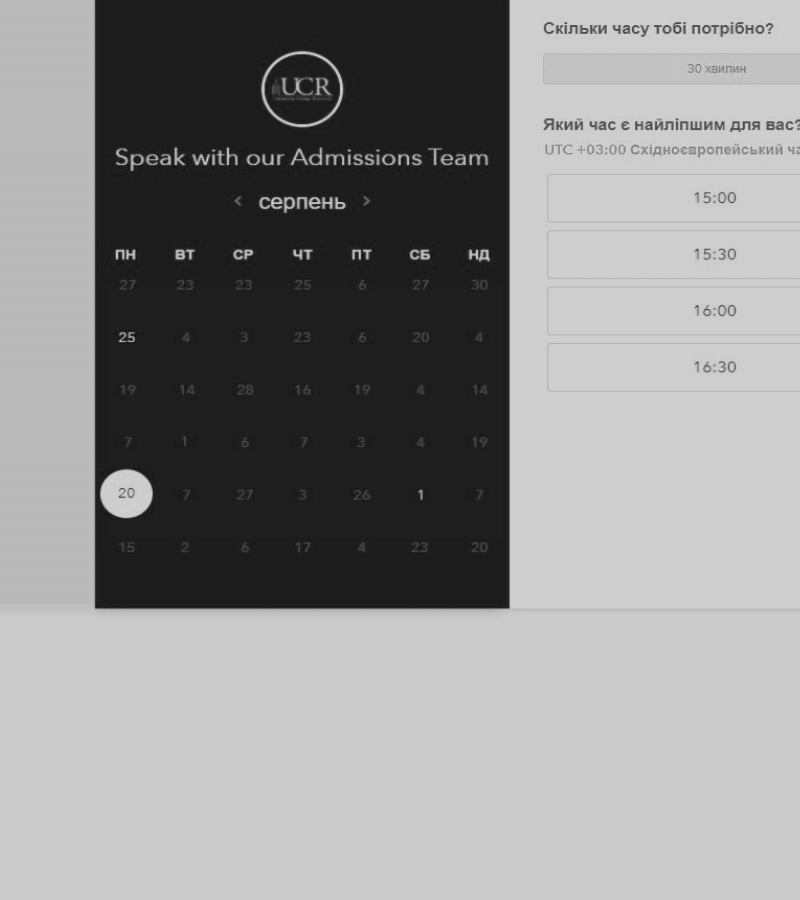 UCR
Speak with our Admissions Team
< серпень >
ПН ВТ СР ЧТ ПТ СБ НД
27 23 23 25 6 27 30
25 4 3 23 6 20 4
19 14 28 16 19 4 14
7 1 6 7 3 4 19
20 7 27 3 26 1 7
15 2 6 17 4 23 20
Скільки часу тобі потрібно?
30 хвилин
Який час є найліпшим для вас?
UTC +03:00 Східноєвропейський ча
15:00
15:30
16:00
16:30